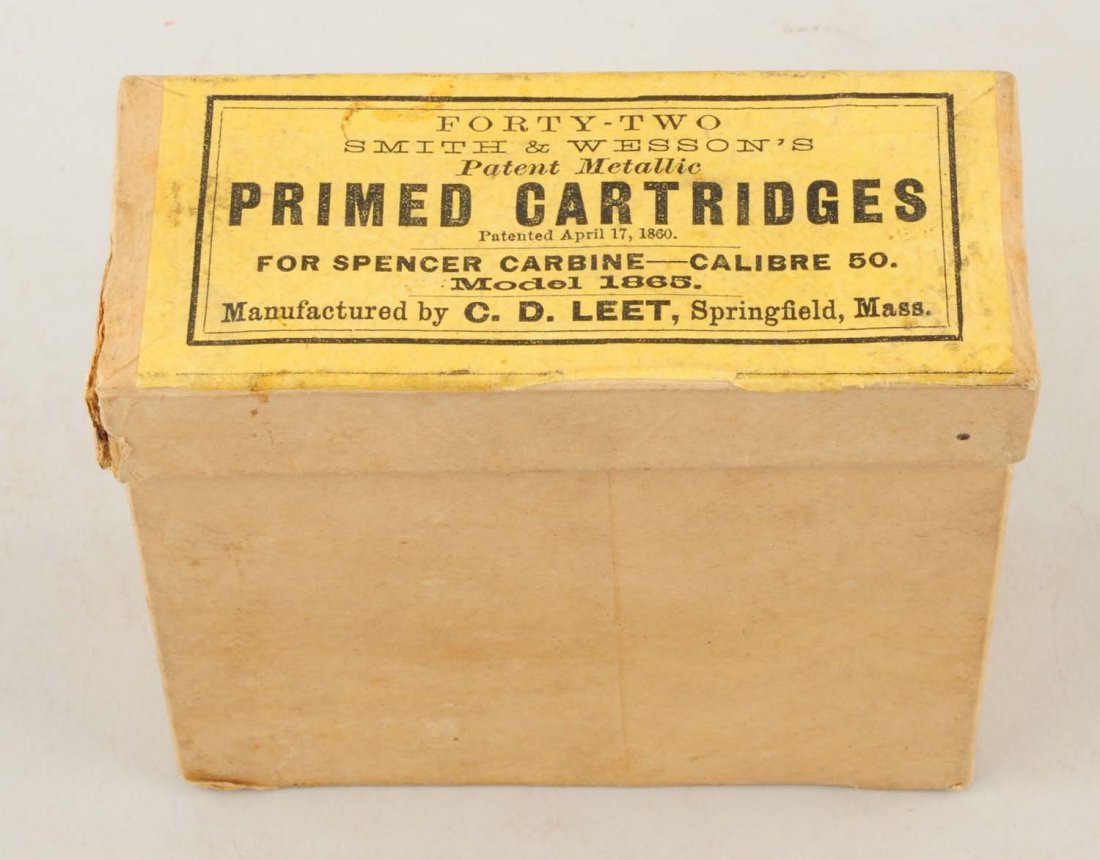 FORTY-TWO
SMITH & WESSON'S
Patent Metallic
PRIMED CARTRIDGES
Patented April 17, 1860.
FOR SPENCER CARBINE—CALIBRE 50.
Model 1865.
Manufactured by C. D. LEET, Springfield, Mass.